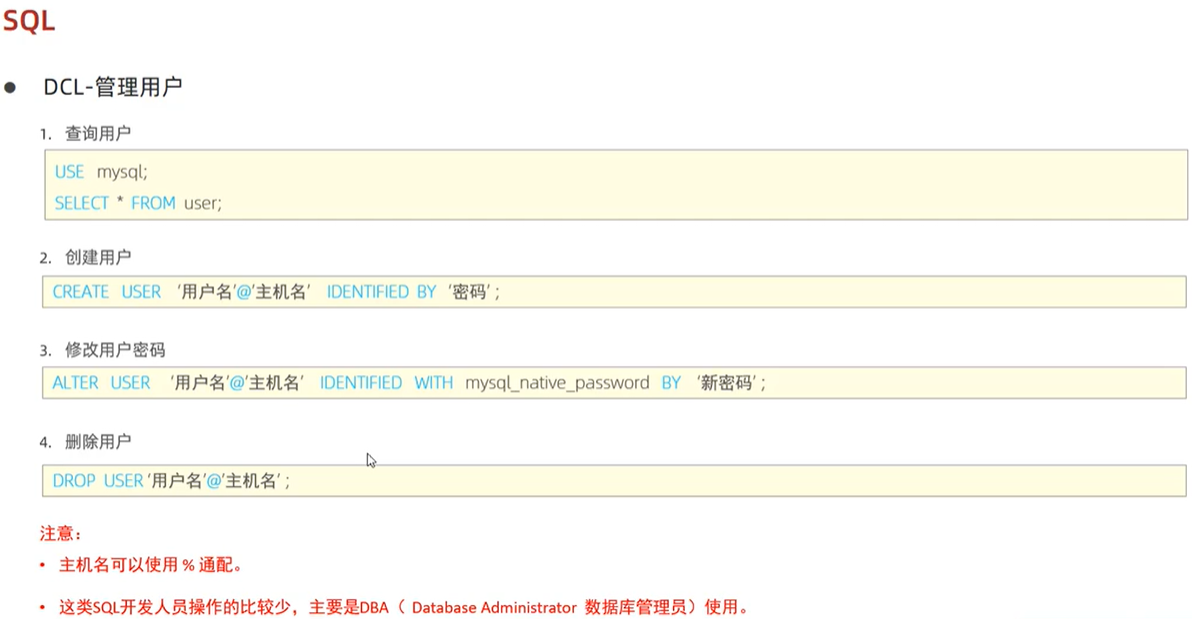 SQL
● DCL-管理用户
1. 查询用户
USE mysql;
SELECT * FROM user;
2. 创建用户
CREATE USER ‘用户名’@’主机名’ IDENTIFIED BY ‘密码’ ;
3. 修改用户密码
ALTER USER ‘用户名’@’主机名’ IDENTIFIED WITH mysql_native_password BY ‘新密码’ ;
4. 删除用户
DROP USER ‘用户名’@’主机名’ ;
注意：
• 主机名可以使用 % 通配。
• 这类SQL开发人员操作的比较少，主要是DBA（ Database Administrator 数据库管理员）使用。